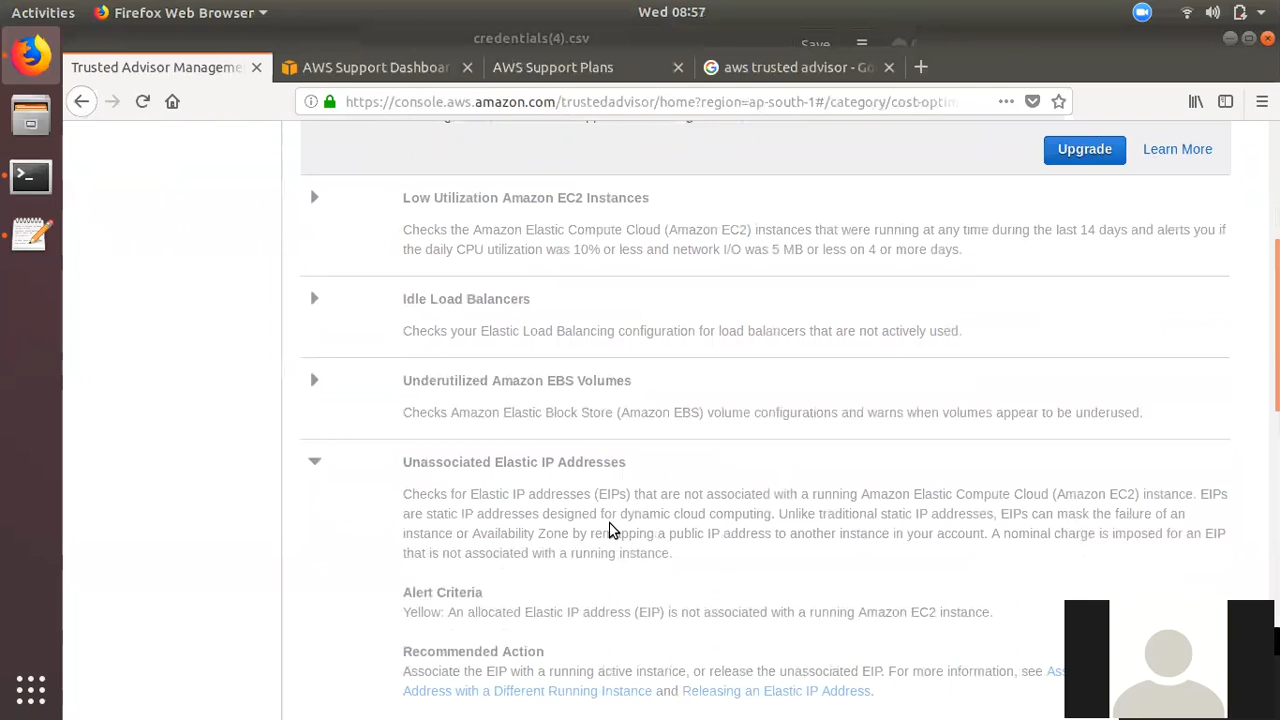 Activities
Firefox Web Browser
Wed 08:57
credentials(4).csv
Save
Trusted Advisor Manageme
AWS Support Dashboar
AWS Support Plans
aws trusted advisor - Go
https://console.aws.amazon.com/trustedadvisor/home?region=ap-south-1#/category/cost-optim
Upgrade
Learn More
Low Utilization Amazon EC2 Instances
Checks the Amazon Elastic Compute Cloud (Amazon EC2) instances that were running at any time during the last 14 days and alerts you if
the daily CPU utilization was 10% or less and network I/O was 5 MB or less on 4 or more days.
Idle Load Balancers
Checks your Elastic Load Balancing configuration for load balancers that are not actively used.
Underutilized Amazon EBS Volumes
Checks Amazon Elastic Block Store (Amazon EBS) volume configurations and warns when volumes appear to be underused.
Unassociated Elastic IP Addresses
Checks for Elastic IP addresses (EIPs) that are not associated with a running Amazon Elastic Compute Cloud (Amazon EC2) instance. EIPs
are static IP addresses designed for dynamic cloud computing. Unlike traditional static IP addresses, EIPs can mask the failure of an
instance or Availability Zone by remapping a public IP address to another instance in your account. A nominal charge is imposed for an EIP
that is not associated with a running instance.
Alert Criteria
Yellow: An allocated Elastic IP address (EIP) is not associated with a running Amazon EC2 instance.
Recommended Action
Associate the EIP with a running active instance, or release the unassociated EIP. For more information, see Ass
Address with a Different Running Instance and Releasing an Elastic IP Address.